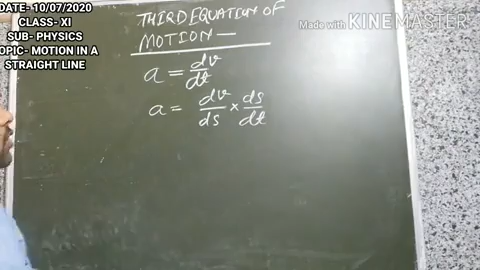 DATE- 10/07/2020
CLASS- XI
SUB- PHYSICS
OPIC- MOTION IN A
STRAIGHT LINE
THIRD EQUATION OF
MOTION —
a = dv/dt
a = dv/ds × ds/dt
Made with KINEMASTER